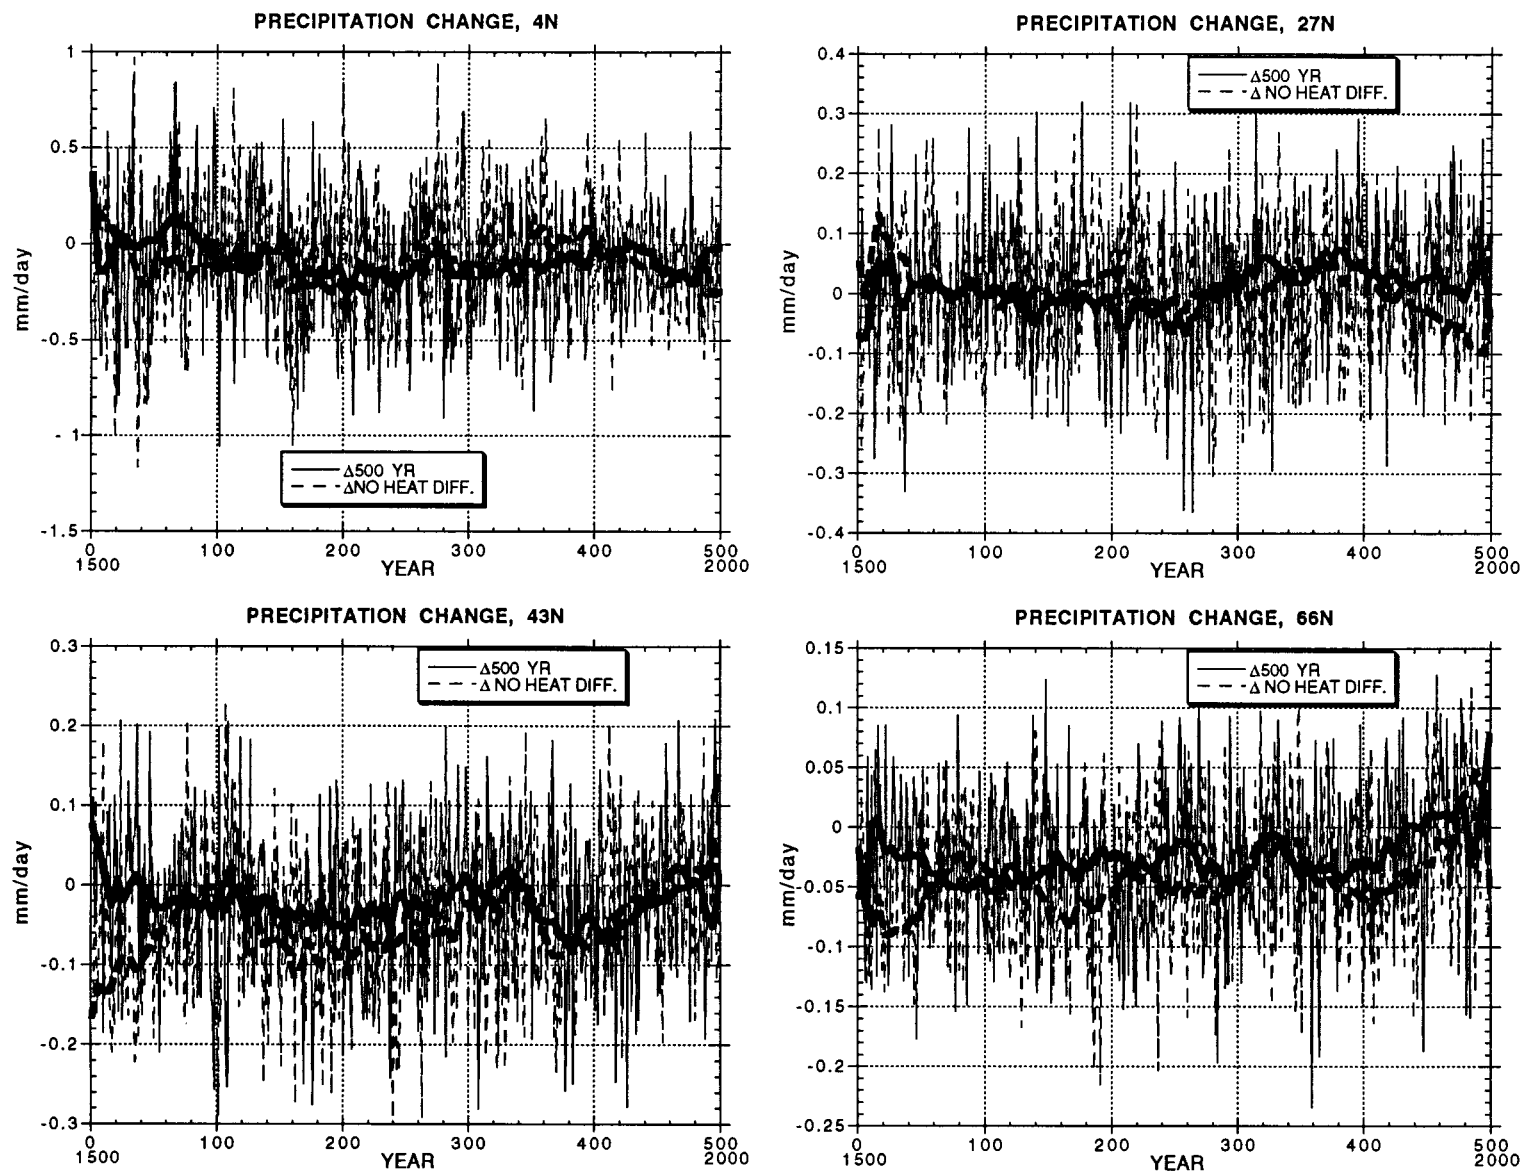 PRECIPITATION CHANGE, 4N
1
0.5
0
-0.5
- 1
-1.5
mm/day
Δ500 YR
ΔNO HEAT DIFF.
0 100 200 300 400 500
1500 YEAR 2000
PRECIPITATION CHANGE, 27N
0.4
0.3
0.2
0.1
0
-0.1
-0.2
-0.3
-0.4
mm/day
Δ500 YR
Δ NO HEAT DIFF.
0 100 200 300 400 500
1500 YEAR 2000
PRECIPITATION CHANGE, 43N
0.3
0.2
0.1
0
-0.1
-0.2
-0.3
mm/day
Δ500 YR
Δ NO HEAT DIFF.
0 100 200 300 400 500
1500 YEAR 2000
PRECIPITATION CHANGE, 66N
0.15
0.1
0.05
0
-0.05
-0.1
-0.15
-0.2
-0.25
mm/day
Δ500 YR
Δ NO HEAT DIFF.
0 100 200 300 400 500
1500 YEAR 2000